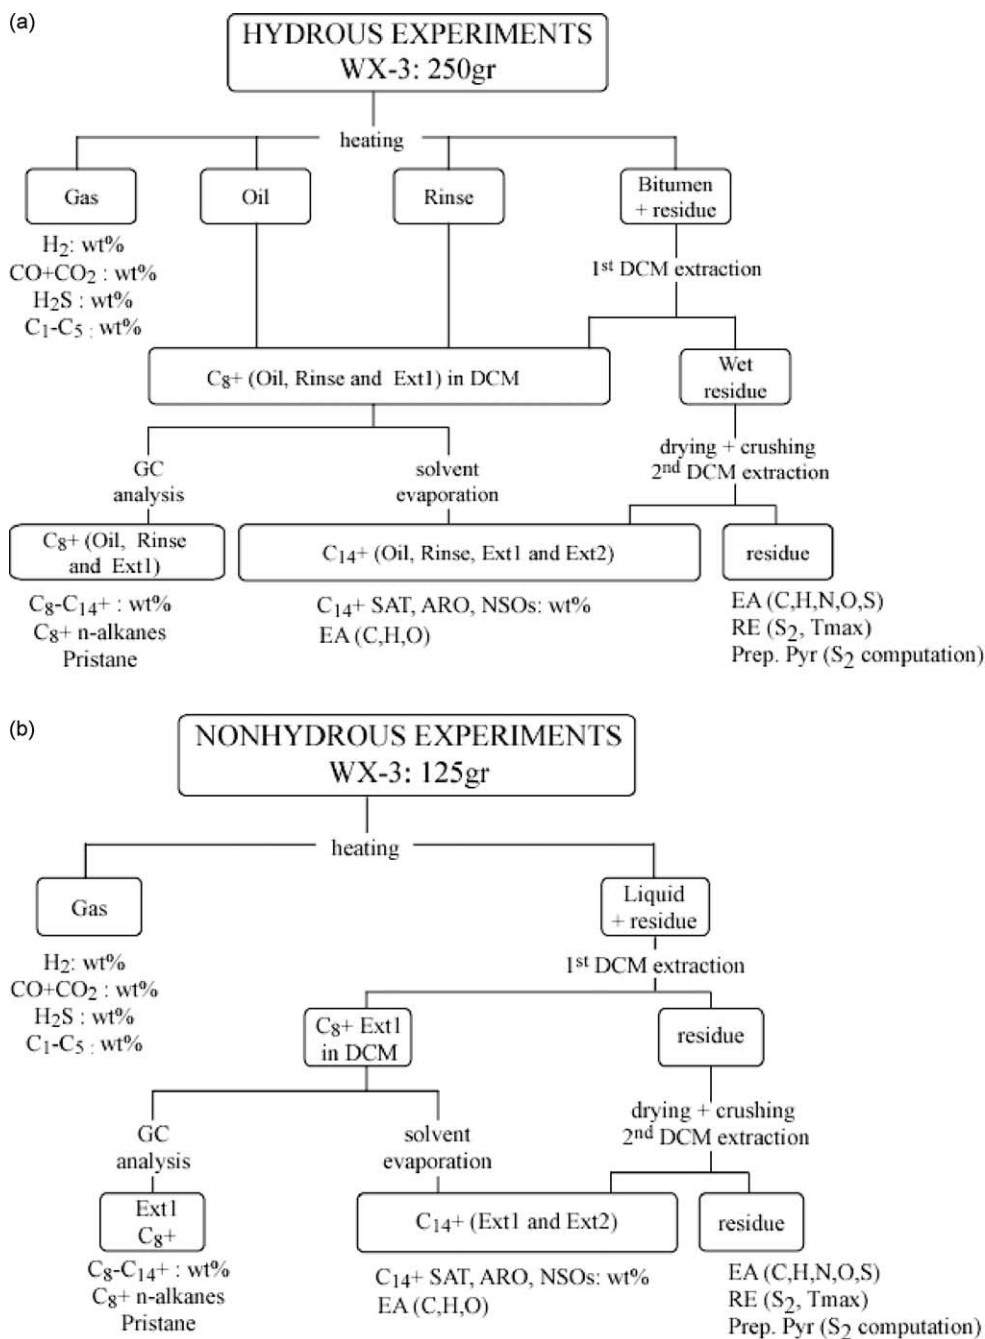 (a)
HYDROUS EXPERIMENTS
WX-3: 250gr
heating
Gas
Oil
Rinse
Bitumen
+ residue
H2: wt%
CO+CO2 : wt%
H2S : wt%
C1-C5 : wt%
1st DCM extraction
C8+ (Oil, Rinse and Ext1) in DCM
Wet
residue
GC
analysis
solvent
evaporation
drying + crushing
2nd DCM extraction
C8+ (Oil, Rinse
and Ext1)
C14+ (Oil, Rinse, Ext1 and Ext2)
residue
C8-C14+ : wt%
C8+ n-alkanes
Pristane
C14+ SAT, ARO, NSOs: wt%
EA (C,H,O)
EA (C,H,N,O,S)
RE (S2, Tmax)
Prep. Pyr (S2 computation)
(b)
NONHYDROUS EXPERIMENTS
WX-3: 125gr
heating
Gas
Liquid
+ residue
H2: wt%
CO+CO2 : wt%
H2S : wt%
C1-C5 : wt%
1st DCM extraction
C8+ Ext1
in DCM
residue
GC
analysis
solvent
evaporation
drying + crushing
2nd DCM extraction
Ext1
C8+
C14+ (Ext1 and Ext2)
residue
C8-C14+ : wt%
C8+ n-alkanes
Pristane
C14+ SAT, ARO, NSOs: wt%
EA (C,H,O)
EA (C,H,N,O,S)
RE (S2, Tmax)
Prep. Pyr (S2 computation)